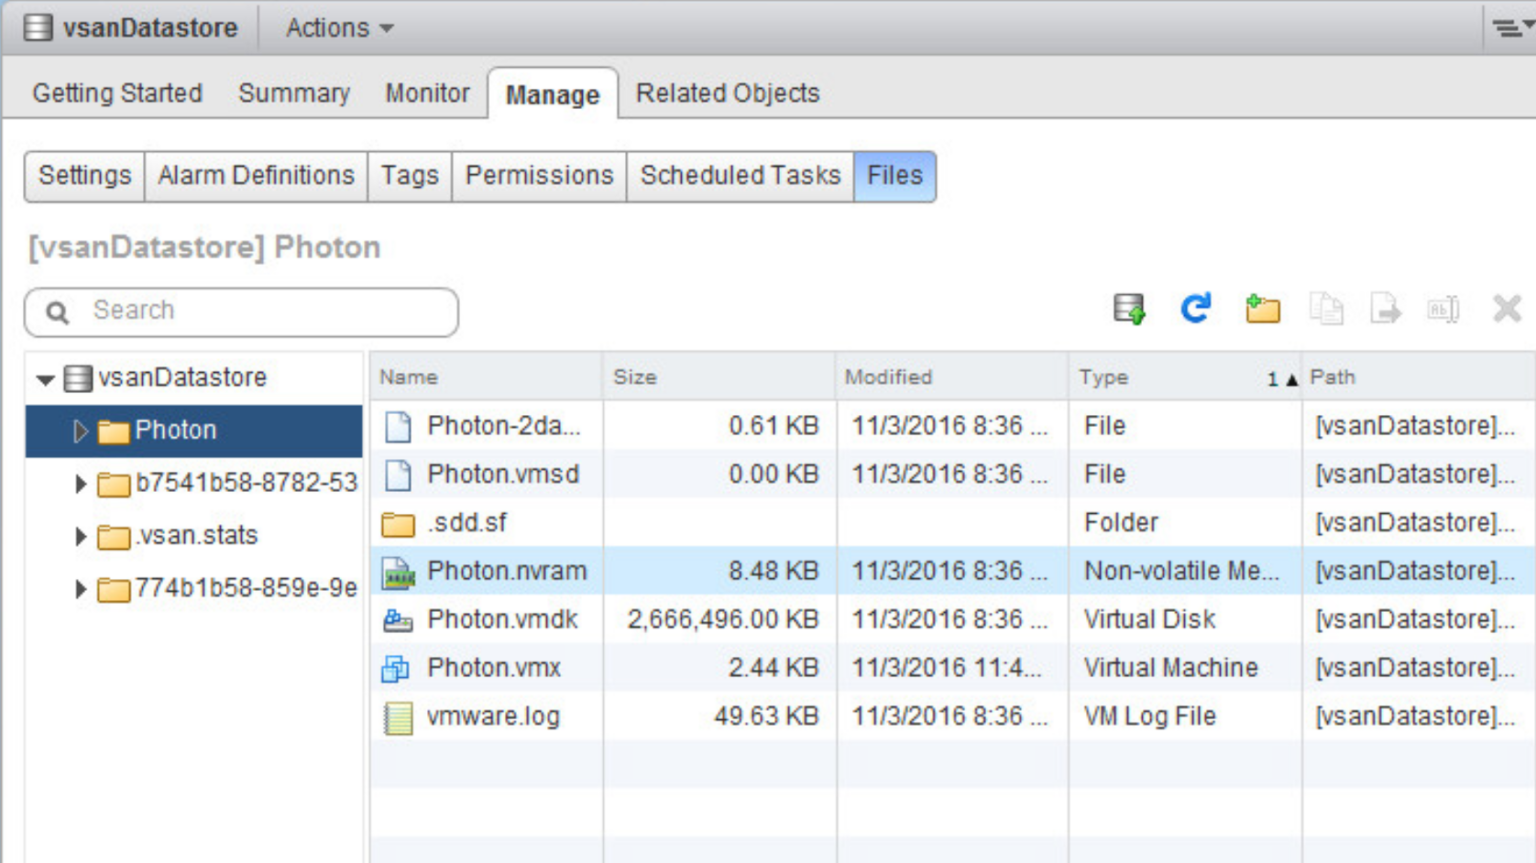 vsanDatastore Actions
Getting Started Summary Monitor Manage Related Objects
Settings Alarm Definitions Tags Permissions Scheduled Tasks Files
[vsanDatastore] Photon
Search
vsanDatastore
Photon
b7541b58-8782-53
.vsan.stats
774b1b58-859e-9e
Name Size Modified Type 1 ▲ Path
Photon-2da... 0.61 KB 11/3/2016 8:36 ... File [vsanDatastore]...
Photon.vmsd 0.00 KB 11/3/2016 8:36 ... File [vsanDatastore]...
.sdd.sf Folder [vsanDatastore]...
Photon.nvram 8.48 KB 11/3/2016 8:36 ... Non-volatile Me... [vsanDatastore]...
Photon.vmdk 2,666,496.00 KB 11/3/2016 8:36 ... Virtual Disk [vsanDatastore]...
Photon.vmx 2.44 KB 11/3/2016 11:4... Virtual Machine [vsanDatastore]...
vmware.log 49.63 KB 11/3/2016 8:36 ... VM Log File [vsanDatastore]...